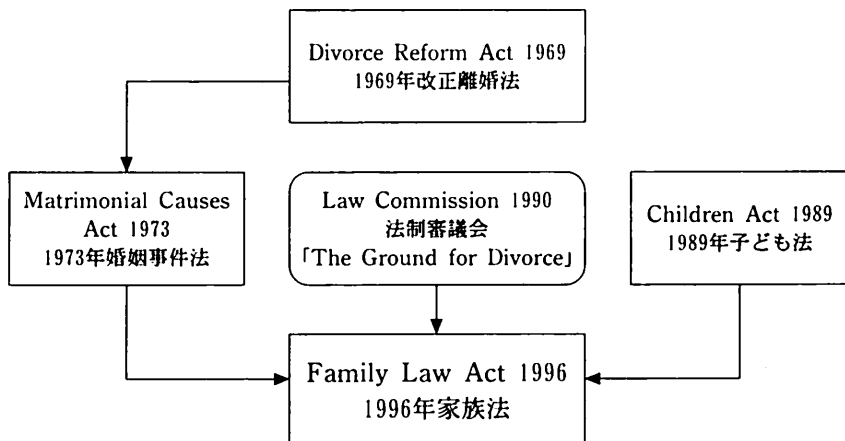 Divorce Reform Act 1969
1969年改正離婚法
Matrimonial Causes
Act 1973
1973年婚姻事件法
Law Commission 1990
法制審議会
「The Ground for Divorce」
Children Act 1989
1989年子ども法
Family Law Act 1996
1996年家族法